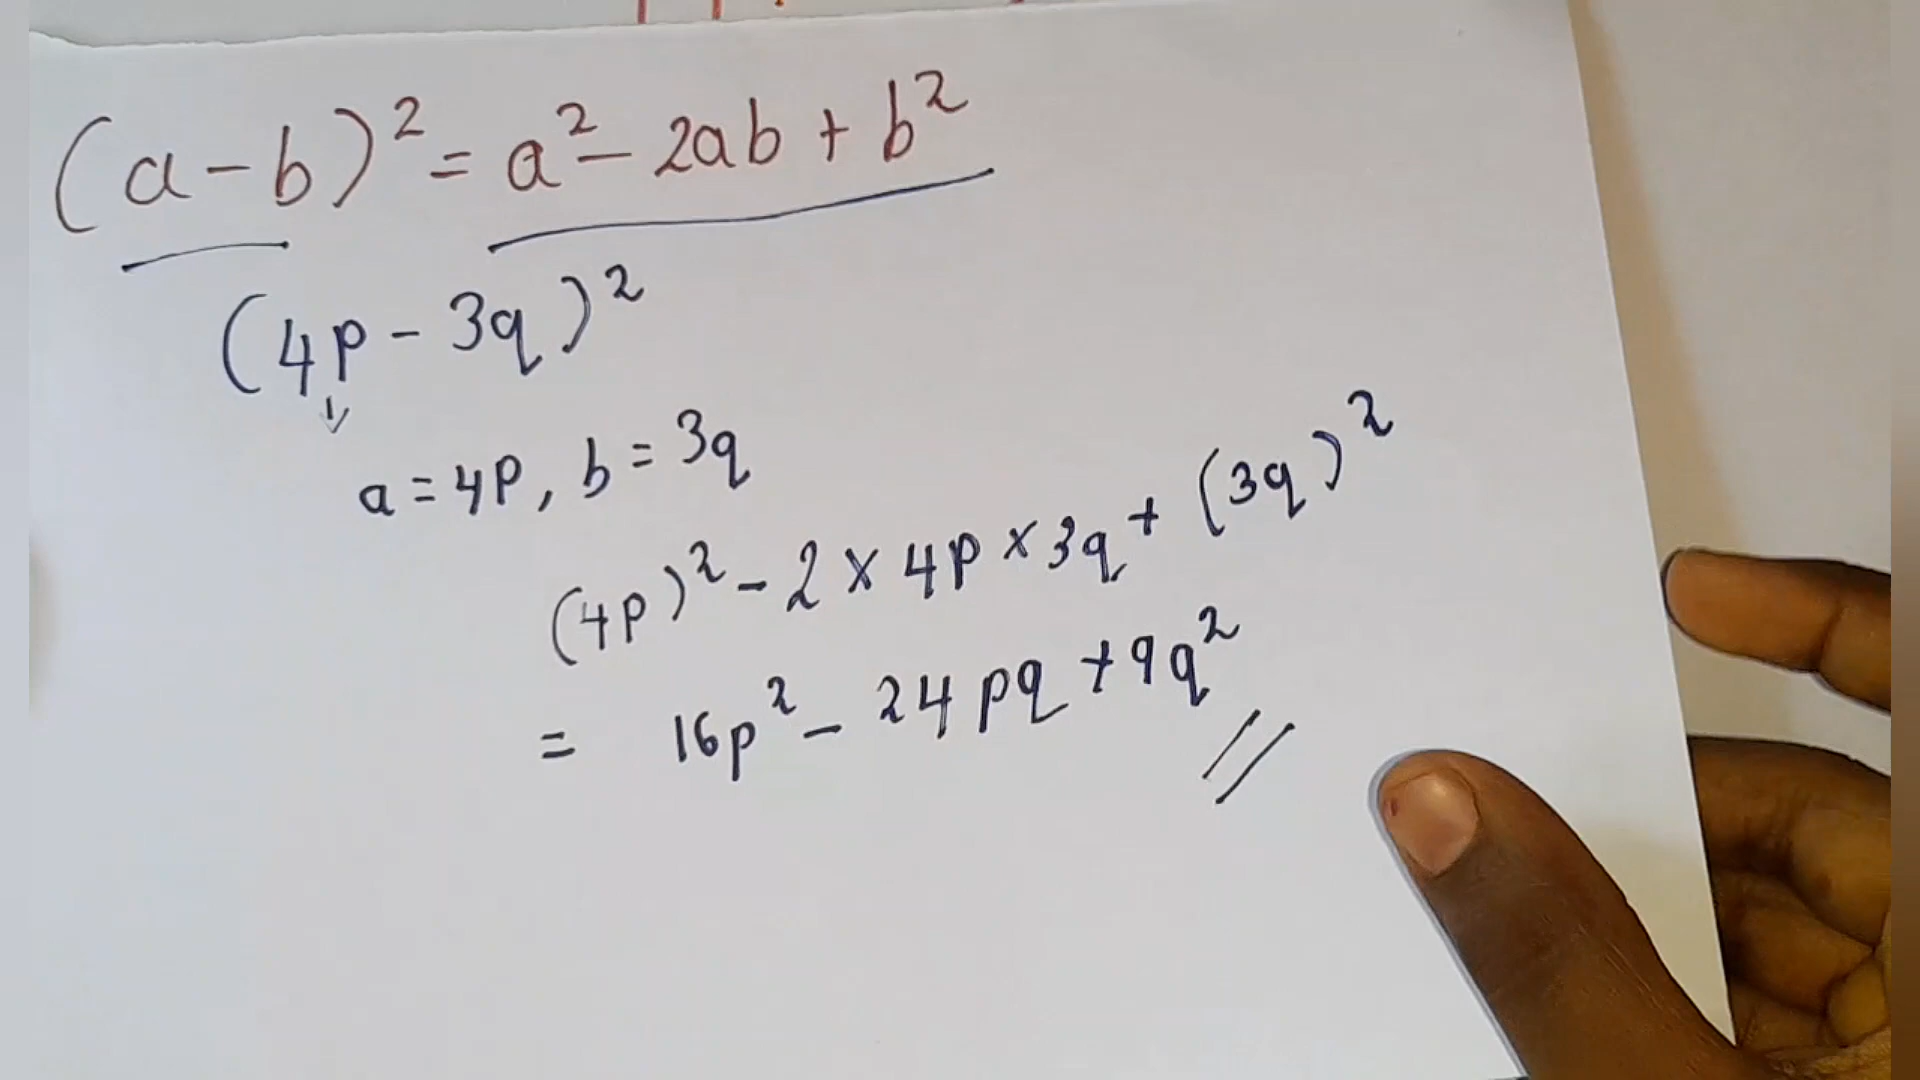 (a-b)² = a² - 2ab + b²
(4p - 3q)²
a = 4p, b = 3q
(4p)² - 2 × 4p × 3q + (3q)²
= 16p² - 24pq + 9q²